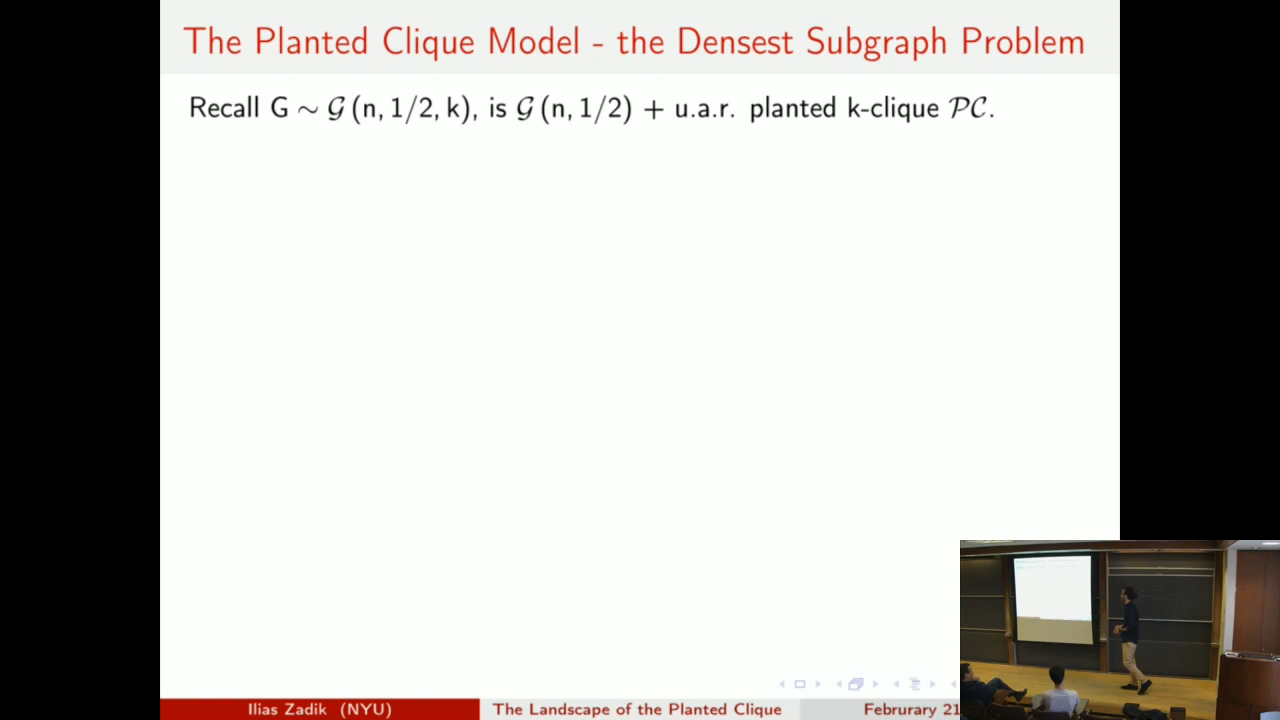 The Planted Clique Model - the Densest Subgraph Problem
Recall G ∼ 𝒢(n, 1/2, k), is 𝒢(n, 1/2) + u.a.r. planted k-clique 𝒫𝒞.
Ilias Zadik (NYU)
The Landscape of the Planted Clique
Februrary 21